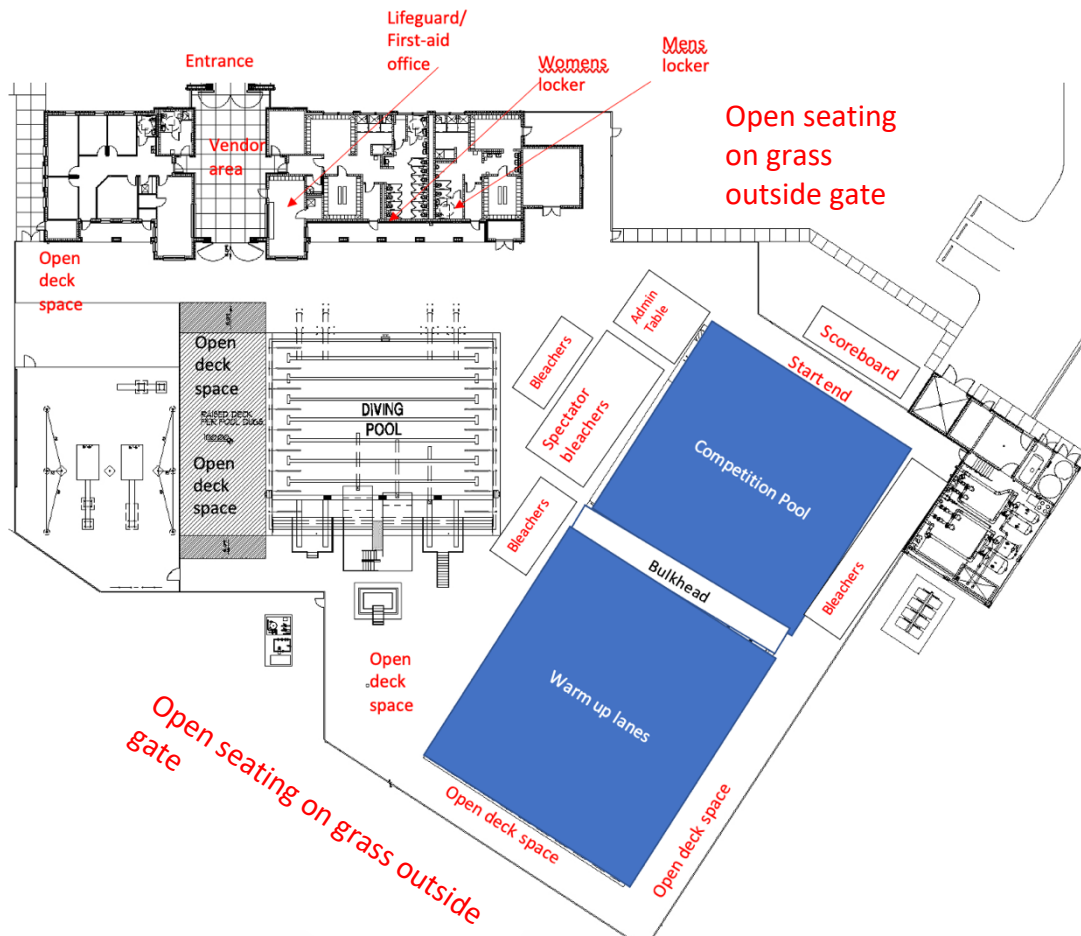 Lifeguard/
First-aid
office
Entrance
Womens
locker
Mens
locker
Vendor
area
Open seating
on grass
outside gate
Open
deck
space
Admin
Table
Scoreboard
Start end
Bleachers
Spectator
bleachers
Open
deck
space
RAISED DECK
Open
deck
space
DIVING
POOL
Competition Pool
Bleachers
Bulkhead
Bleachers
Open
deck
space
Warm up lanes
Open deck space
Open deck space
Open seating on grass outside
gate